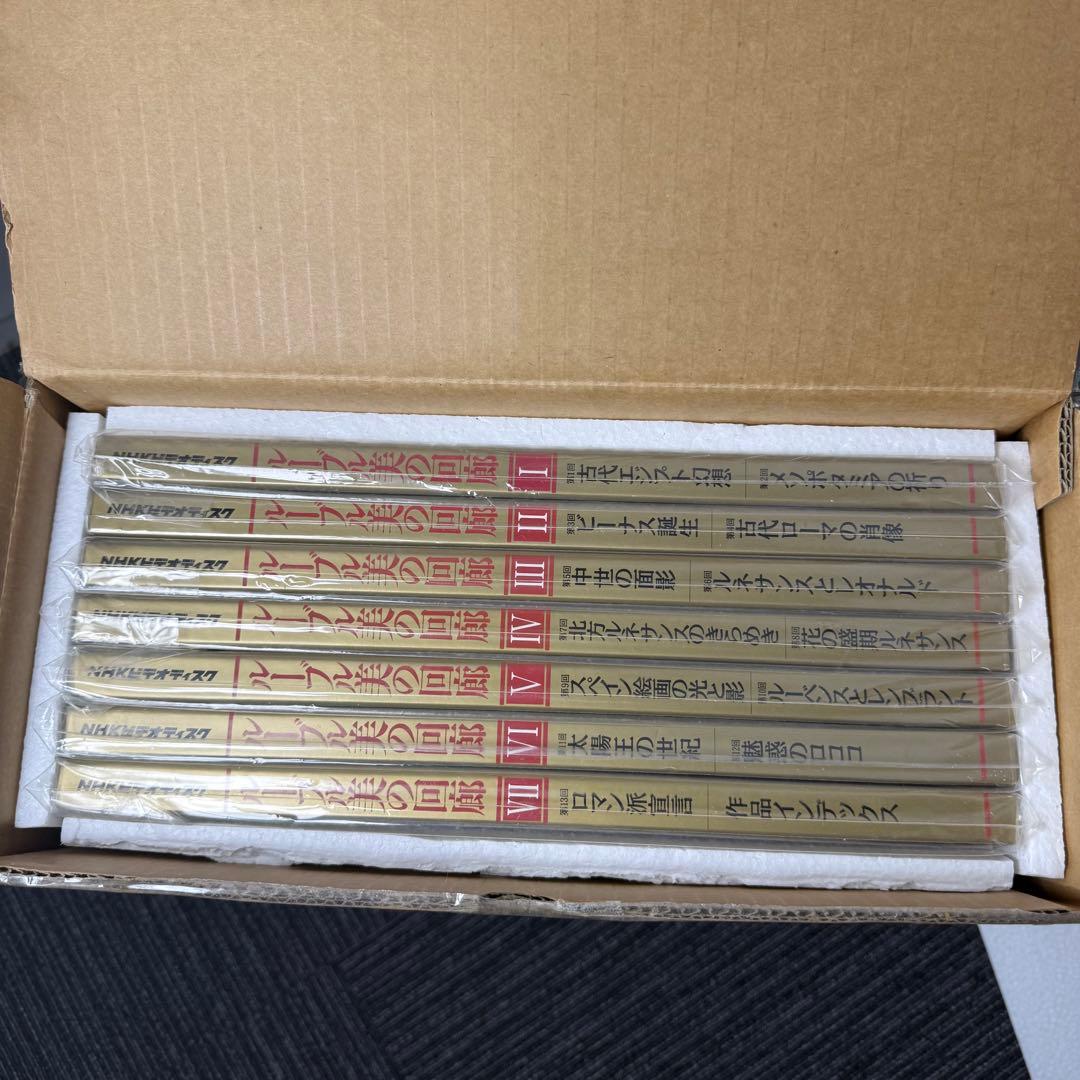 NHKビデオディスク ルーブル美の回廊 I 第1回 古代エジプト幻想 第2回 メソポタミアの祈り
NHKビデオディスク ルーブル美の回廊 II 第3回 ビーナス誕生 第4回 古代ローマの肖像
NHKビデオディスク ルーブル美の回廊 III 第5回 中世の面影 第6回 ルネサンスとレオナルド
NHKビデオディスク ルーブル美の回廊 IV 第7回 北方ルネサンスのきらめき 第8回 花の盛期ルネサンス
NHKビデオディスク ルーブル美の回廊 V 第9回 スペイン絵画の光と影 第10回 ルーベンスとレンブラント
NHKビデオディスク ルーブル美の回廊 VI 第11回 太陽王の世紀 第12回 魅惑のロココ
NHKビデオディスク ルーブル美の回廊 VII 第13回 ロマン派宣言 作品インデックス